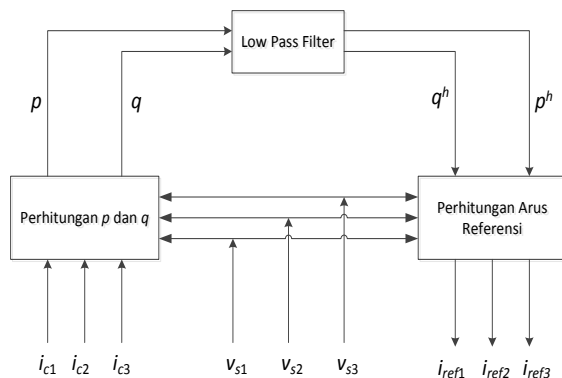 Low Pass Filter
p
q
q^h
p^h
Perhitungan p dan q
Perhitungan Arus
Referensi
i_c1 i_c2 i_c3 v_s1 v_s2 v_s3 i_ref1 i_ref2 i_ref3